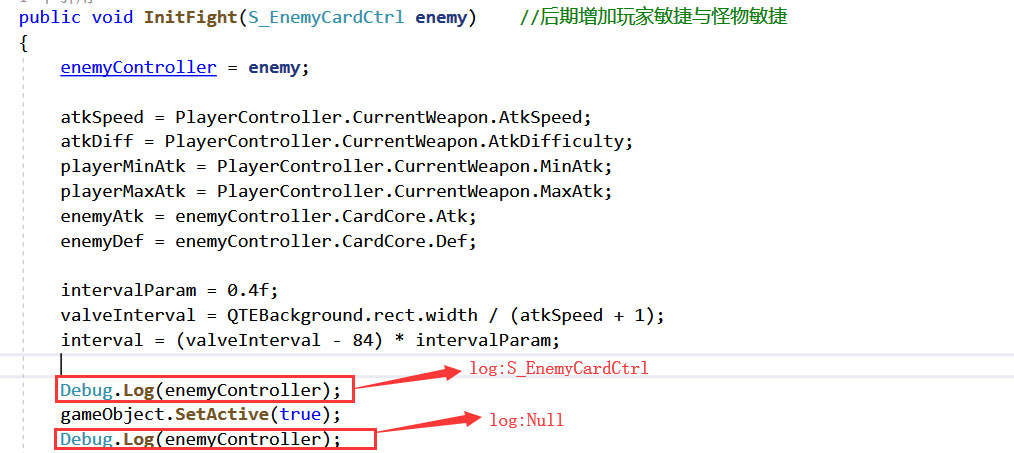 public void InitFight(S_EnemyCardCtrl enemy)    //后期增加玩家敏捷与怪物敏捷
{
enemyController = enemy;
atkSpeed = PlayerController.CurrentWeapon.AtkSpeed;
atkDiff = PlayerController.CurrentWeapon.AtkDifficulty;
playerMinAtk = PlayerController.CurrentWeapon.MinAtk;
playerMaxAtk = PlayerController.CurrentWeapon.MaxAtk;
enemyAtk = enemyController.CardCore.Atk;
enemyDef = enemyController.CardCore.Def;
intervalParam = 0.4f;
valveInterval = QTEBackground.rect.width / (atkSpeed + 1);
interval = (valveInterval - 84) * intervalParam;
log:S_EnemyCardCtrl
Debug.Log(enemyController);
gameObject.SetActive(true);
log:Null
Debug.Log(enemyController);